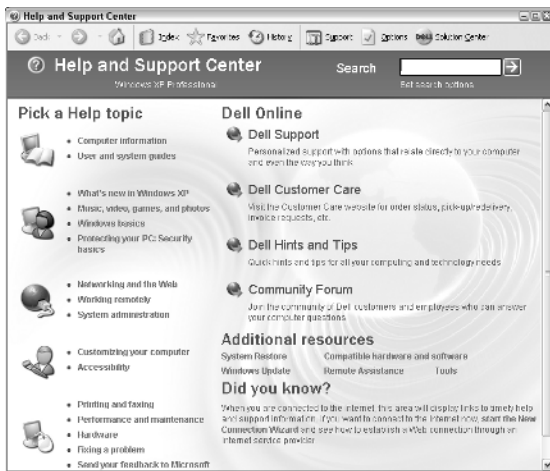 Help and Support Center
Back
Index
Favorites
History
Support
Options
DELL Solution Center
Help and Support Center
Windows XP Professional
Search
Set search options
Pick a Help topic
Computer information
User and system guides
What's new in Windows XP
Music, video, games, and photos
Windows basics
Protecting your PC: Security
basics
Networking and the Web
Working remotely
System administration
Customizing your computer
Accessibility
Printing and faxing
Performance and maintenance
Hardware
Fixing a problem
Send your feedback to Microsoft
Dell Online
Dell Support
Personalized support with options that relate directly to your computer
and even the way you think
Dell Customer Care
Visit the Customer Care website for order status, pick-up/redelivery,
invoice requests, etc.
Dell Hints and Tips
Quick hints and tips for all your computing and technology needs
Community Forum
Join the community of Dell customers and employees who can answer
your computer questions
Additional resources
System Restore Compatible hardware and software
Windows Update Remote Assistance Tools
Did you know?
When you are connected to the Internet, this area will display links to timely help
and support information. If you want to connect to the Internet now, start the New
Connection Wizard and see how to establish a Web connection through an
Internet service provider